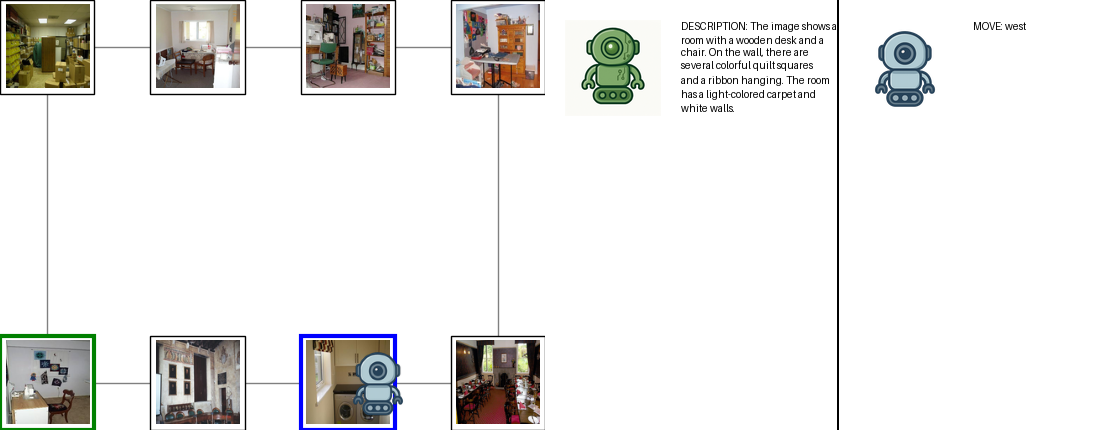 DESCRIPTION: The image shows a
room with a wooden desk and a
chair. On the wall, there are
several colorful quilt squares
and a ribbon hanging. The room
has a light-colored carpet and
white walls.
MOVE: west